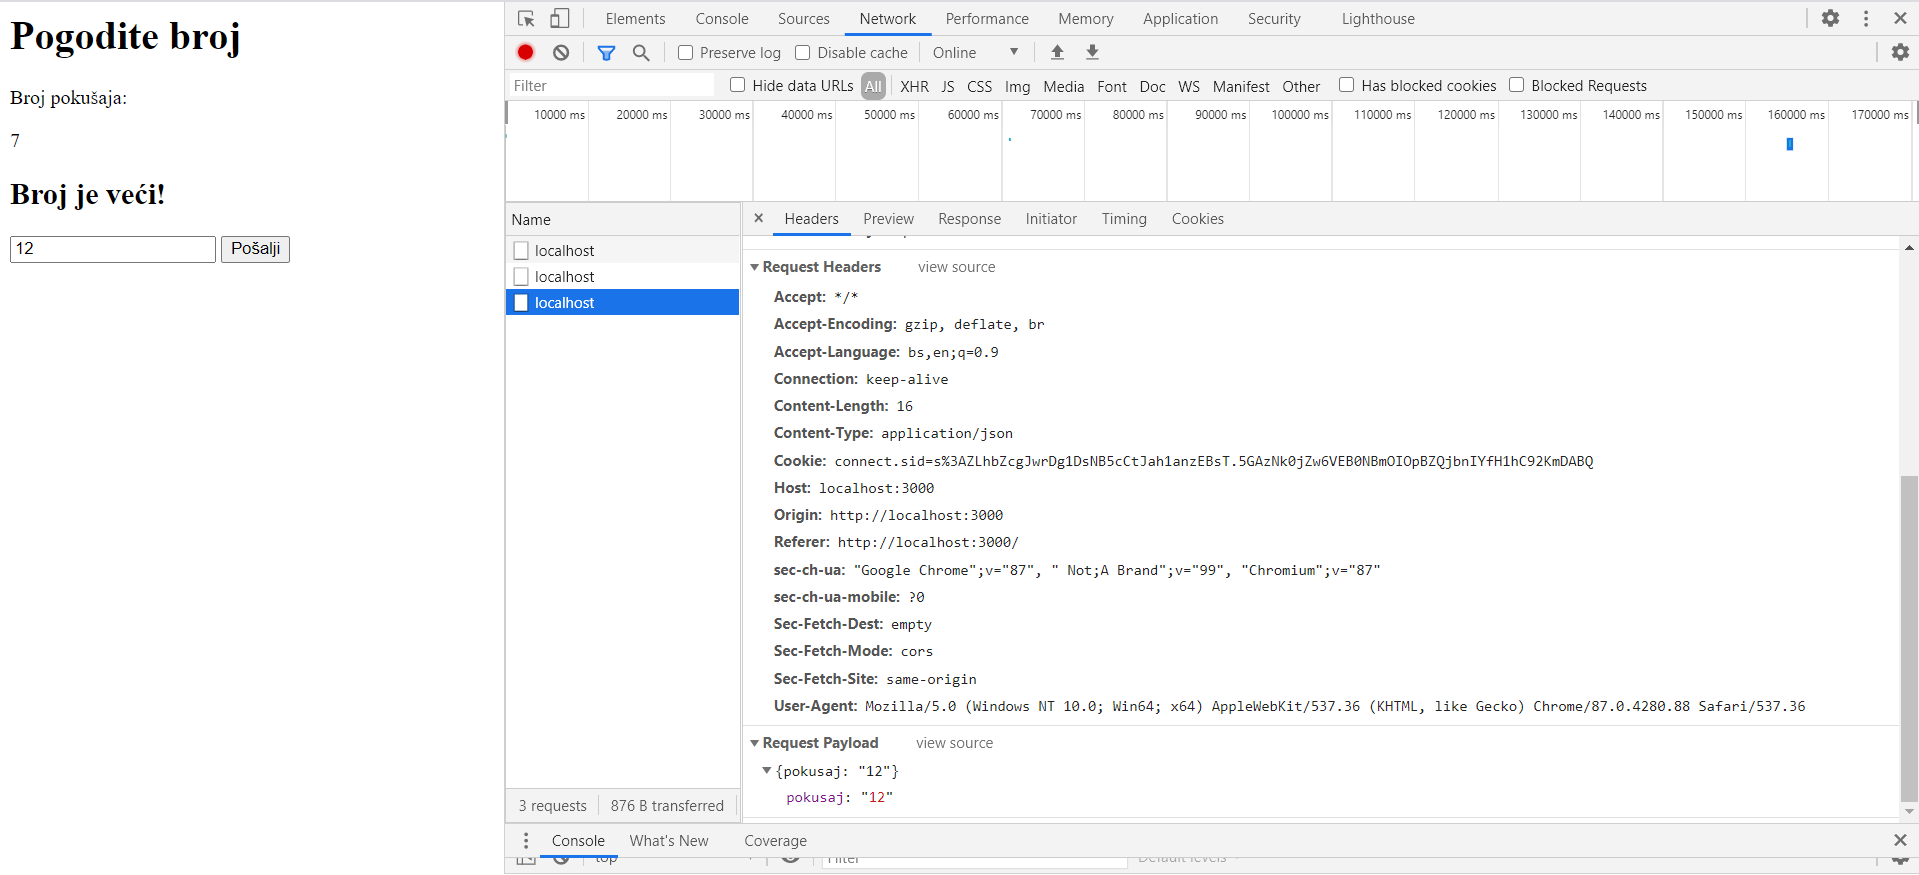 Pogodite broj
Broj pokušaja:
7
Broj je veći!
12 Pošalji
Elements Console Sources Network Performance Memory Application Security Lighthouse
Preserve log Disable cache Online
Filter Hide data URLs All XHR JS CSS Img Media Font Doc WS Manifest Other Has blocked cookies Blocked Requests
10000 ms 20000 ms 30000 ms 40000 ms 50000 ms 60000 ms 70000 ms 80000 ms 90000 ms 100000 ms 110000 ms 120000 ms 130000 ms 140000 ms 150000 ms 160000 ms 170000 ms
Name
localhost
localhost
localhost
3 requests 876 B transferred
Headers Preview Response Initiator Timing Cookies
Request Headers view source
Accept: */*
Accept-Encoding: gzip, deflate, br
Accept-Language: bs,en;q=0.9
Connection: keep-alive
Content-Length: 16
Content-Type: application/json
Cookie: connect.sid=s%3AZLhbZcgJwrDg1DsNB5cCtJah1anzEBsT.5GAzNk0jZw6VEB0NBmOIOpBZQjbnIYfH1hC92KmDABQ
Host: localhost:3000
Origin: http://localhost:3000
Referer: http://localhost:3000/
sec-ch-ua: "Google Chrome";v="87", " Not;A Brand";v="99", "Chromium";v="87"
sec-ch-ua-mobile: ?0
Sec-Fetch-Dest: empty
Sec-Fetch-Mode: cors
Sec-Fetch-Site: same-origin
User-Agent: Mozilla/5.0 (Windows NT 10.0; Win64; x64) AppleWebKit/537.36 (KHTML, like Gecko) Chrome/87.0.4280.88 Safari/537.36
Request Payload view source
{pokusaj: "12"}
pokusaj: "12"
Console What's New Coverage
top Filter Default levels